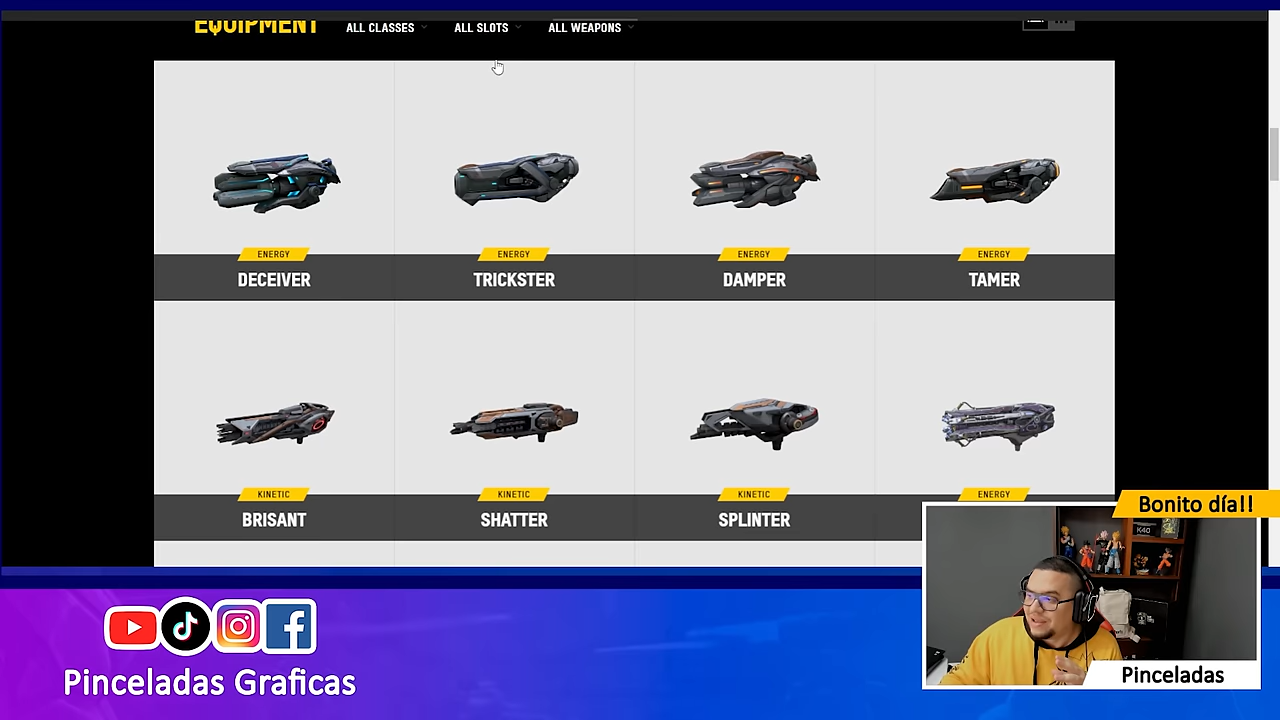 EQUIPMENT
ALL CLASSES
ALL SLOTS
ALL WEAPONS
ENERGY
DECEIVER
ENERGY
TRICKSTER
ENERGY
DAMPER
ENERGY
TAMER
KINETIC
BRISANT
KINETIC
SHATTER
KINETIC
SPLINTER
ENERGY
Bonito día!!
K40
Pinceladas
Pinceladas Graficas